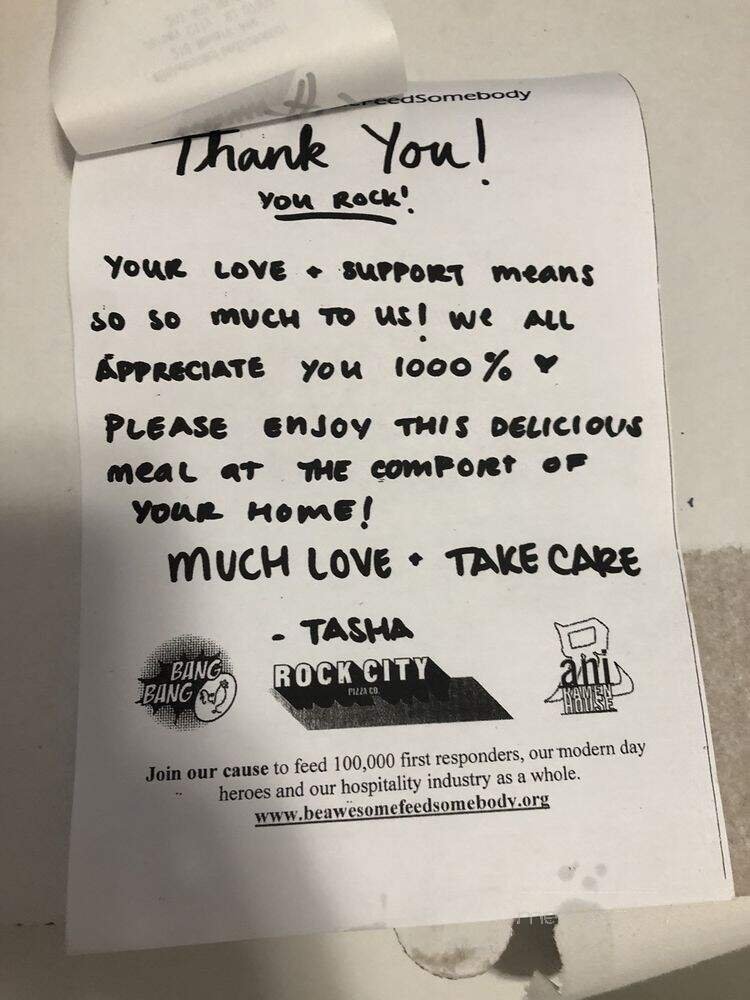 FeedSomebody
Thank You!
YOU ROCK!
YOUR LOVE + SUPPORT means
SO SO MUCH TO US! We ALL
APPRECIATE YOU 1000% ♥
PLEASE ENJOY THIS DELICIOUS
meal at THE COMFORT OF
YOUR HOME!
MUCH LOVE + TAKE CARE
- TASHA
BANG
BANG
ROCK CITY
PIZZA CO.
ani
RAMEN
HOUSE
Join our cause to feed 100,000 first responders, our modern day
heroes and our hospitality industry as a whole.
www.beawesomefeedsomebody.org